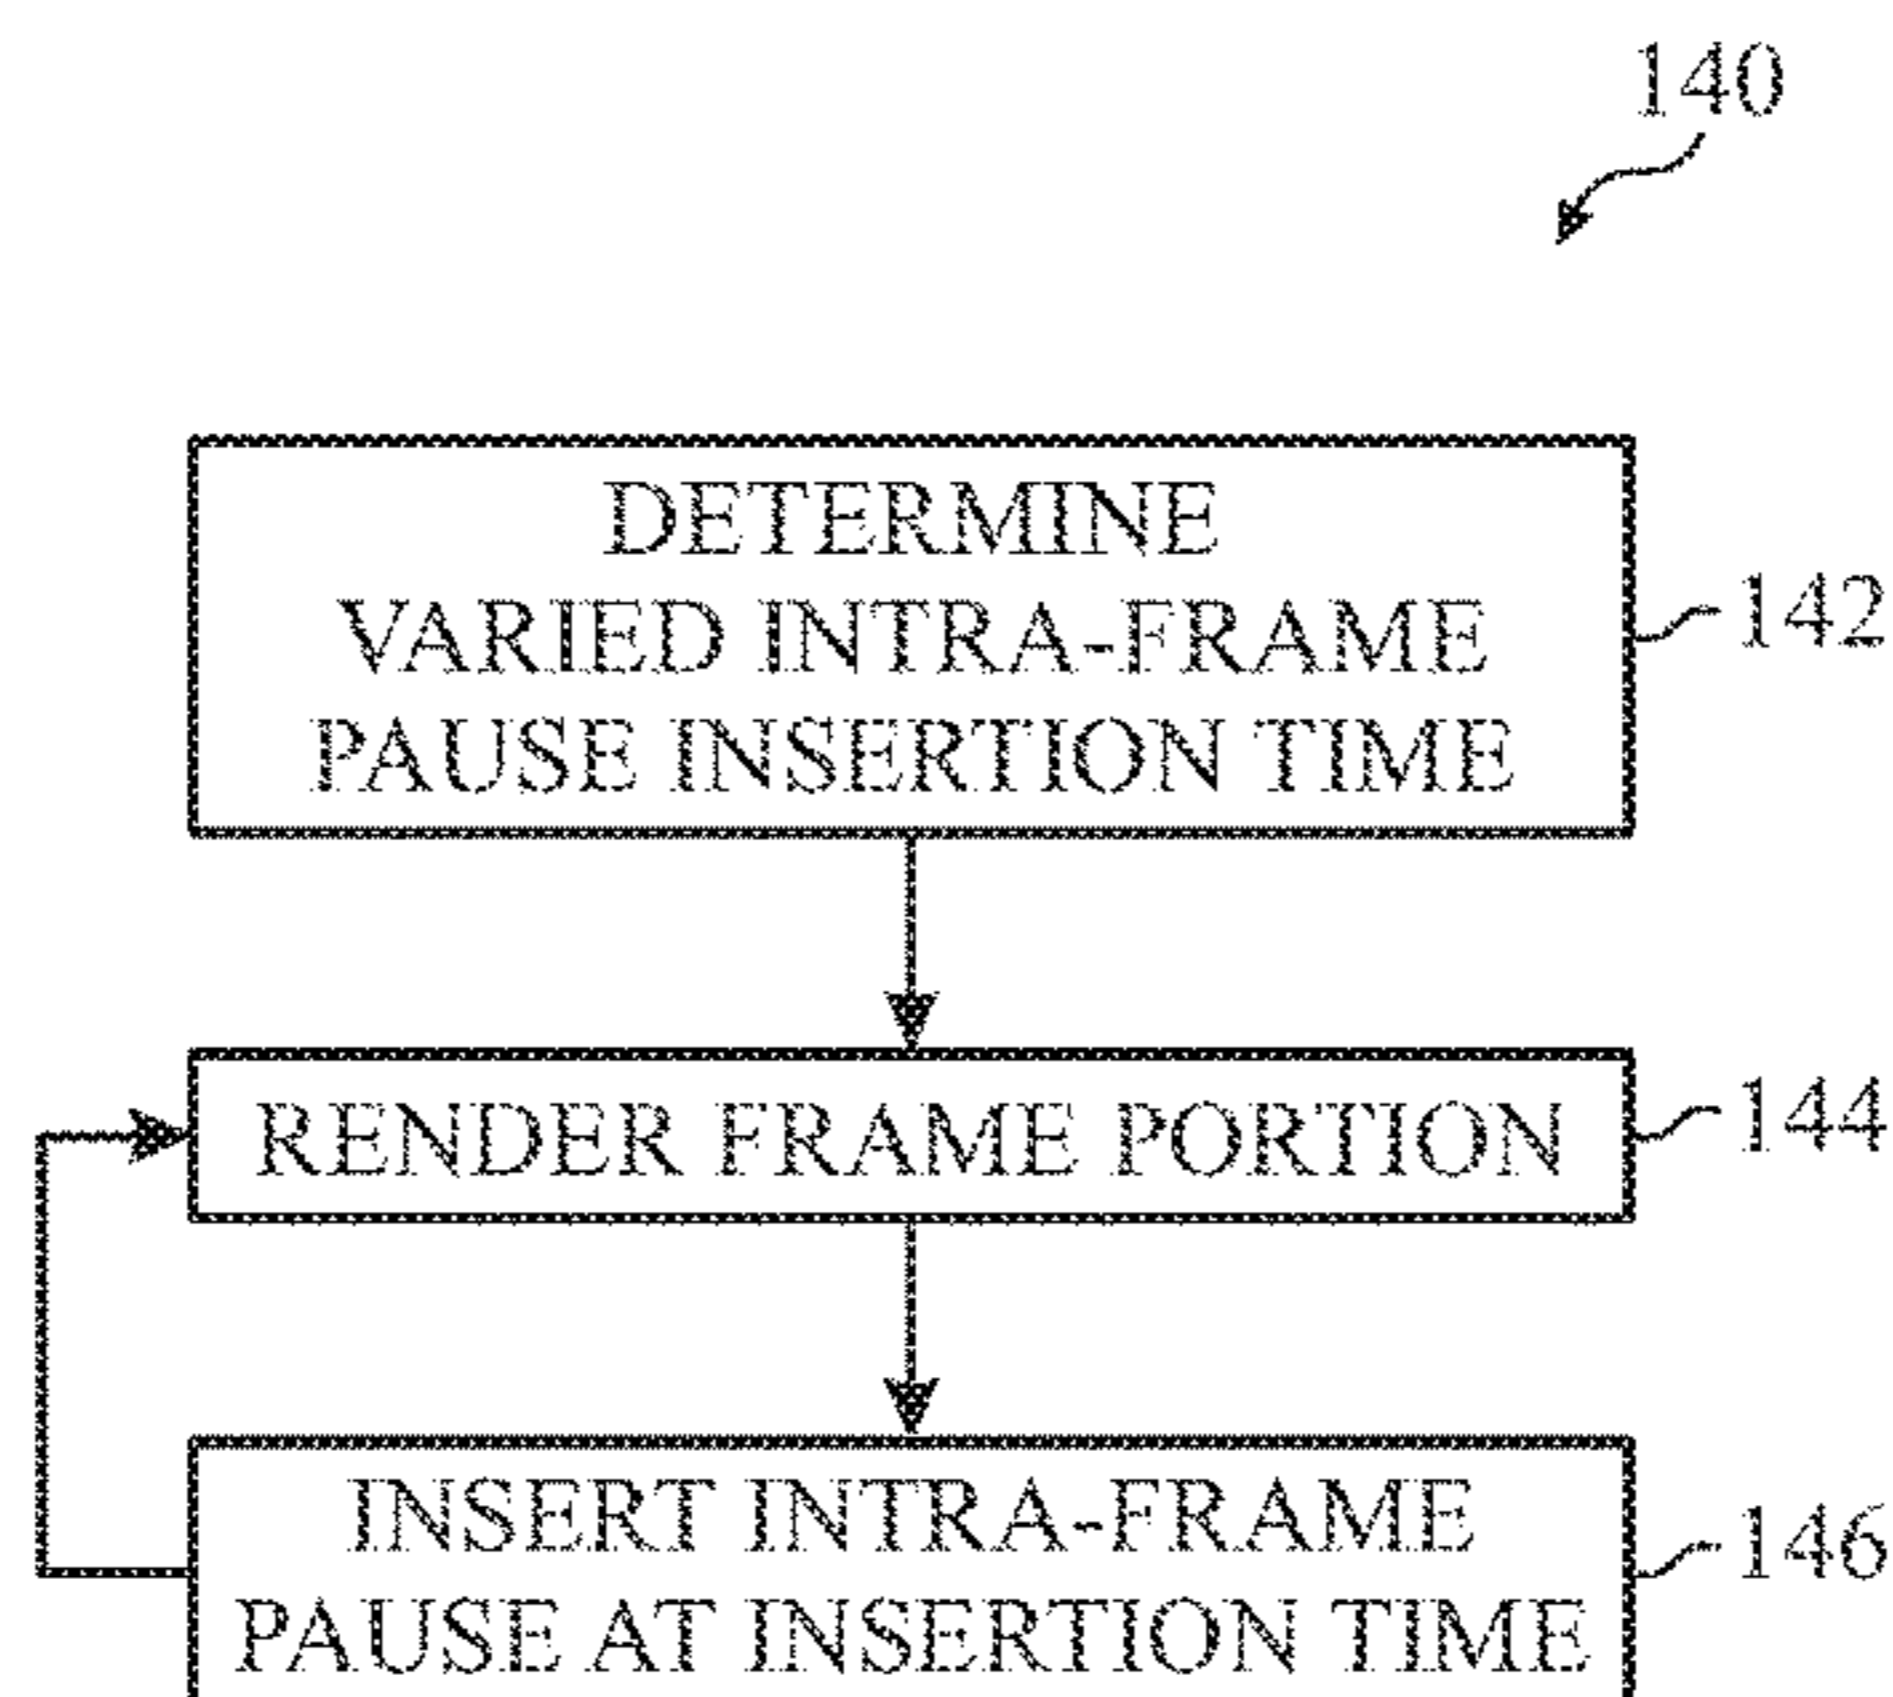 140
DETERMINE
VARIED INTRA-FRAME
PAUSE INSERTION TIME
142
RENDER FRAME PORTION
144
INSERT INTRA-FRAME
PAUSE AT INSERTION TIME
146